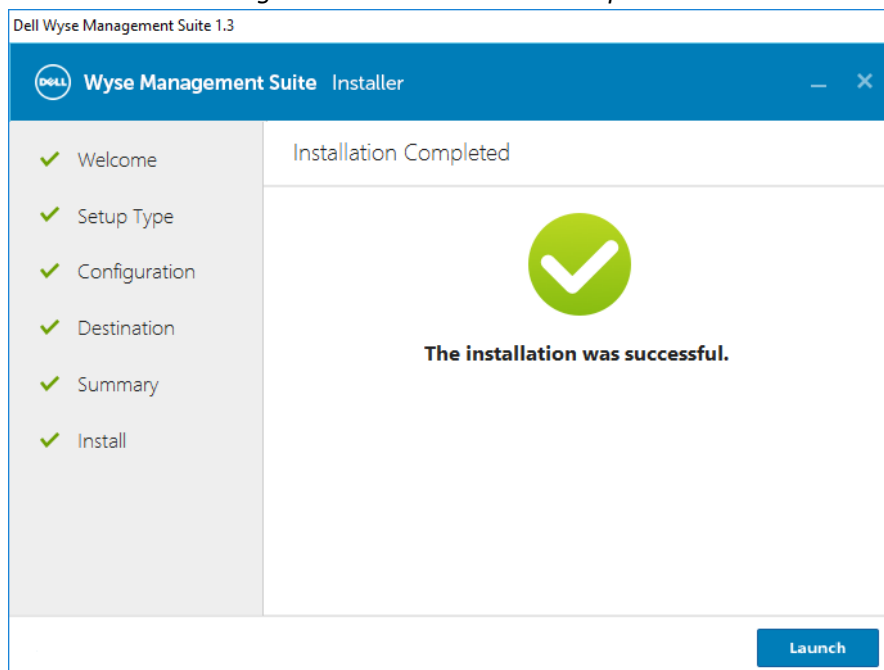 Dell Wyse Management Suite 1.3
DELL Wyse Management Suite Installer
Welcome
Installation Completed
Setup Type
Configuration
Destination
The installation was successful.
Summary
Install
Launch